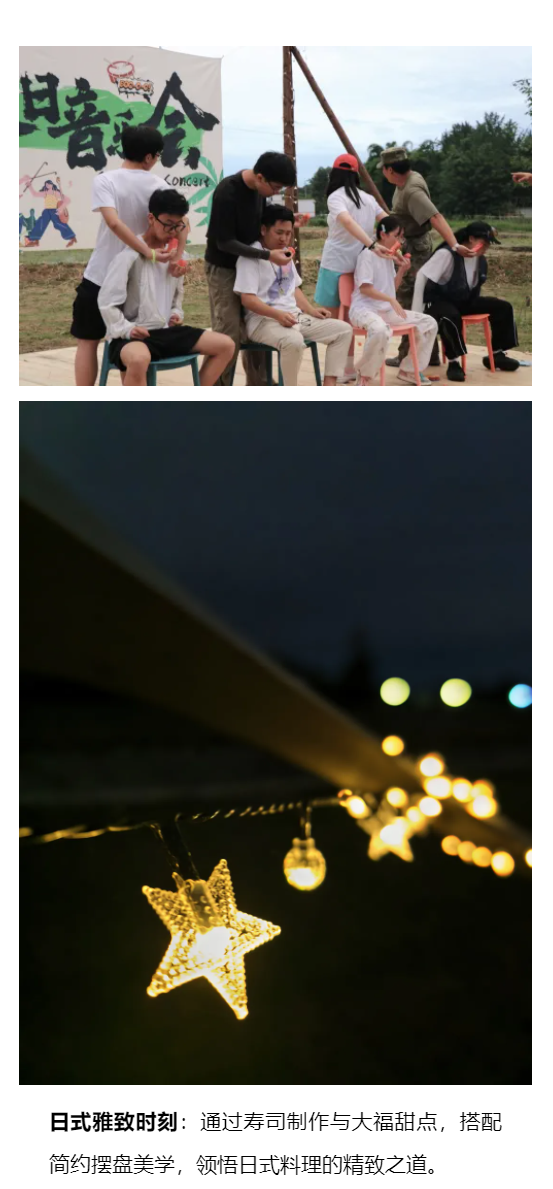 日音乐会
Concert
日式雅致时刻：通过寿司制作与大福甜点，搭配
简约摆盘美学，领悟日式料理的精致之道。